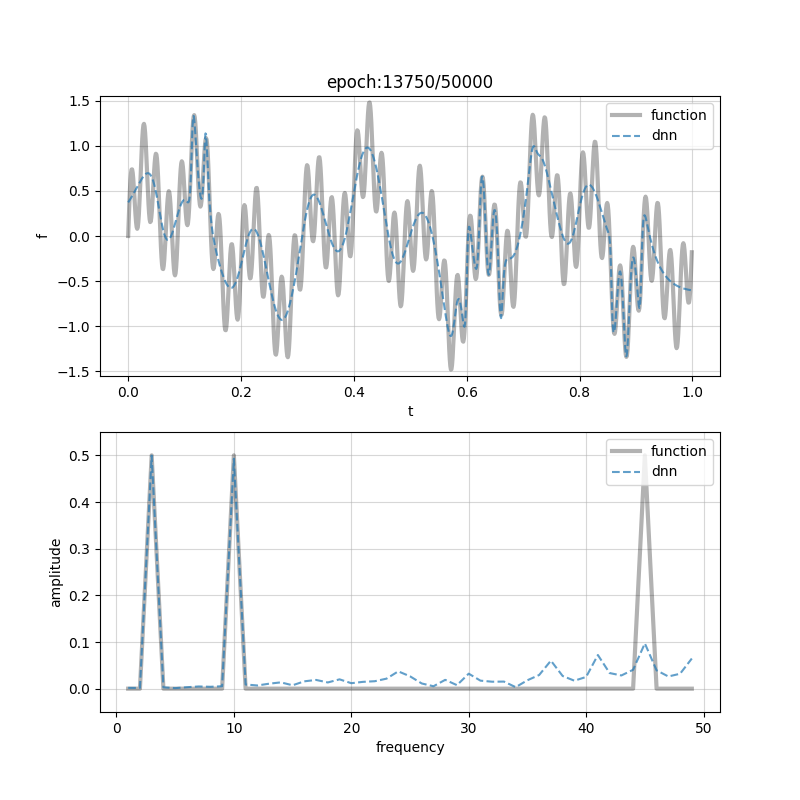 epoch:13750/50000
function
dnn
1.5
1.0
0.5
0.0
−0.5
−1.0
−1.5
f
0.0 0.2 0.4 0.6 0.8 1.0
t
function
dnn
0.5
0.4
0.3
0.2
0.1
0.0
amplitude
0 10 20 30 40 50
frequency